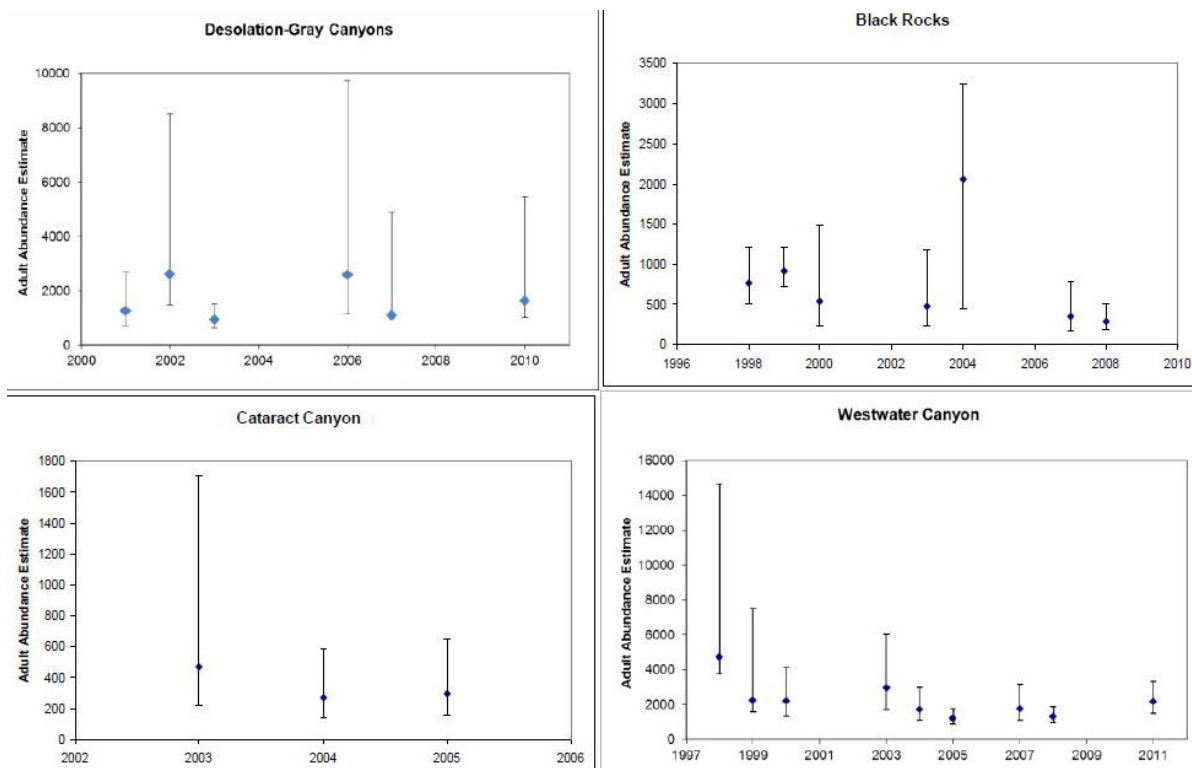 Desolation-Gray Canyons
Adult Abundance Estimate
10000
8000
6000
4000
2000
0
2000 2002 2004 2006 2008 2010
Black Rocks
Adult Abundance Estimate
3500
3000
2500
2000
1500
1000
500
0
1996 1998 2000 2002 2004 2006 2008 2010
Cataract Canyon
Adult Abundance Estimate
1800
1600
1400
1200
1000
800
600
400
200
0
2002 2003 2004 2005 2006
Westwater Canyon
Adult Abundance Estimate
16000
14000
12000
10000
8000
6000
4000
2000
0
1997 1999 2001 2003 2005 2007 2009 2011